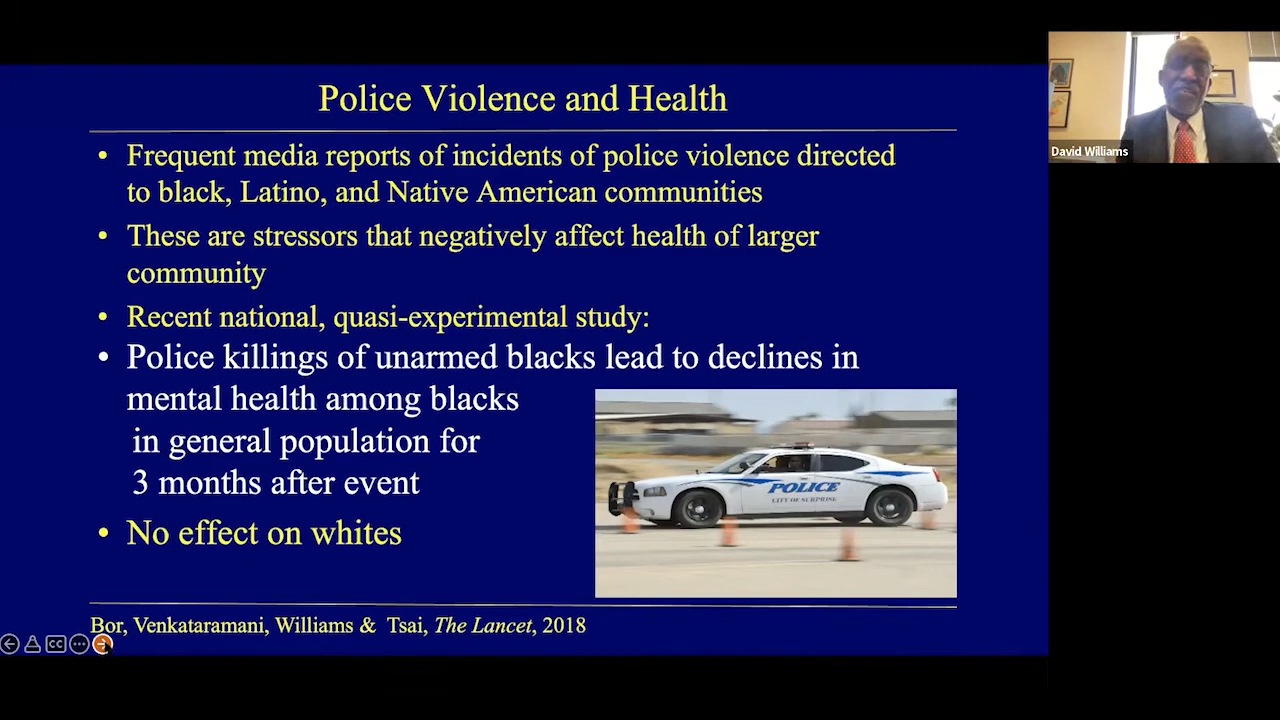 Police Violence and Health
• Frequent media reports of incidents of police violence directed
to black, Latino, and Native American communities
• These are stressors that negatively affect health of larger
community
• Recent national, quasi-experimental study:
• Police killings of unarmed blacks lead to declines in
mental health among blacks
in general population for
3 months after event
• No effect on whites
POLICE
CITY OF SURPRISE
Bor, Venkataramani, Williams & Tsai, The Lancet, 2018
CC
David Williams